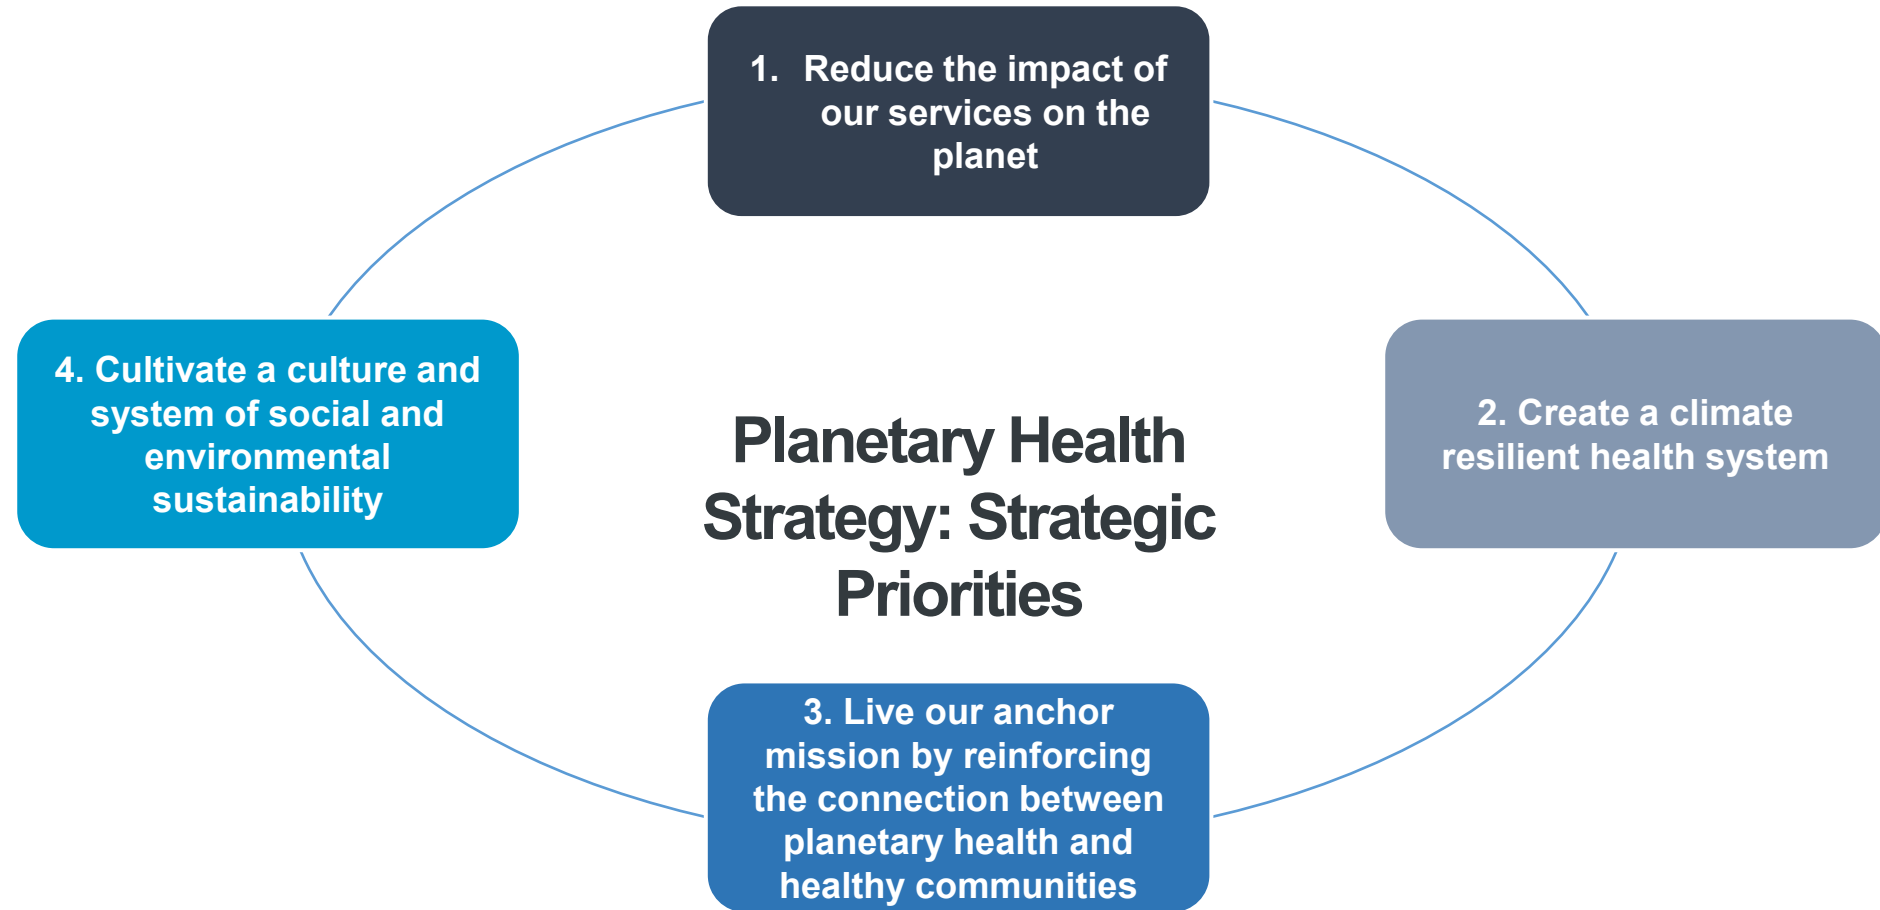 1. Reduce the impact of
our services on the
planet
4. Cultivate a culture and
system of social and
environmental
sustainability
Planetary Health
Strategy: Strategic
Priorities
2. Create a climate
resilient health system
3. Live our anchor
mission by reinforcing
the connection between
planetary health and
healthy communities